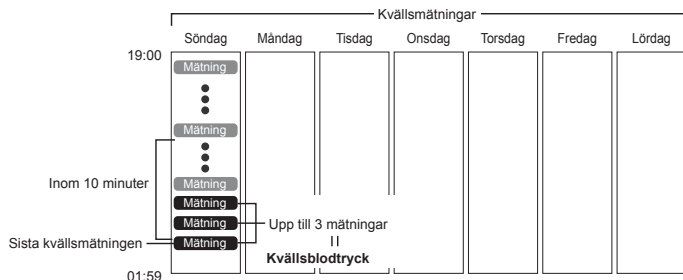 Kvällsmätningar
Söndag Måndag Tisdag Onsdag Torsdag Fredag Lördag
19:00
Mätning
Mätning
Inom 10 minuter
Mätning
Mätning
Mätning
Upp till 3 mätningar
Sista kvällsmätningen
Mätning
=
Kvällsblodtryck
01:59